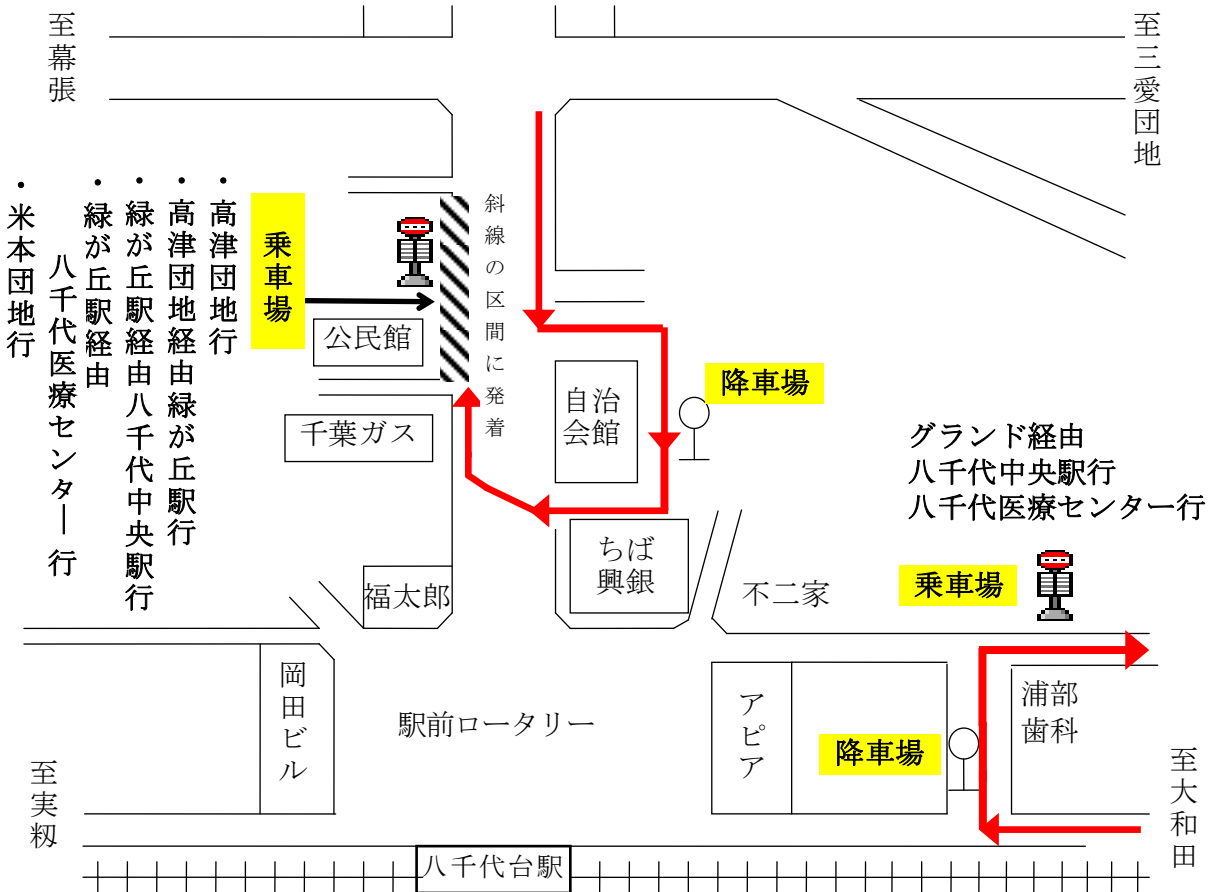 至幕張
至三愛団地
・高津団地行
・高津団地経由緑が丘駅行
・緑が丘駅経由八千代中央駅行
・緑が丘駅経由
八千代医療センター行
・米本団地行
乗車場
斜線の区間に発着
公民館
千葉ガス
福太郎
自治
会館
降車場
ちば
興銀
グランド経由
八千代中央駅行
八千代医療センター行
乗車場
不二家
岡田ビル
駅前ロータリー
アピア
降車場
浦部
歯科
至実籾
至大和田
八千代台駅